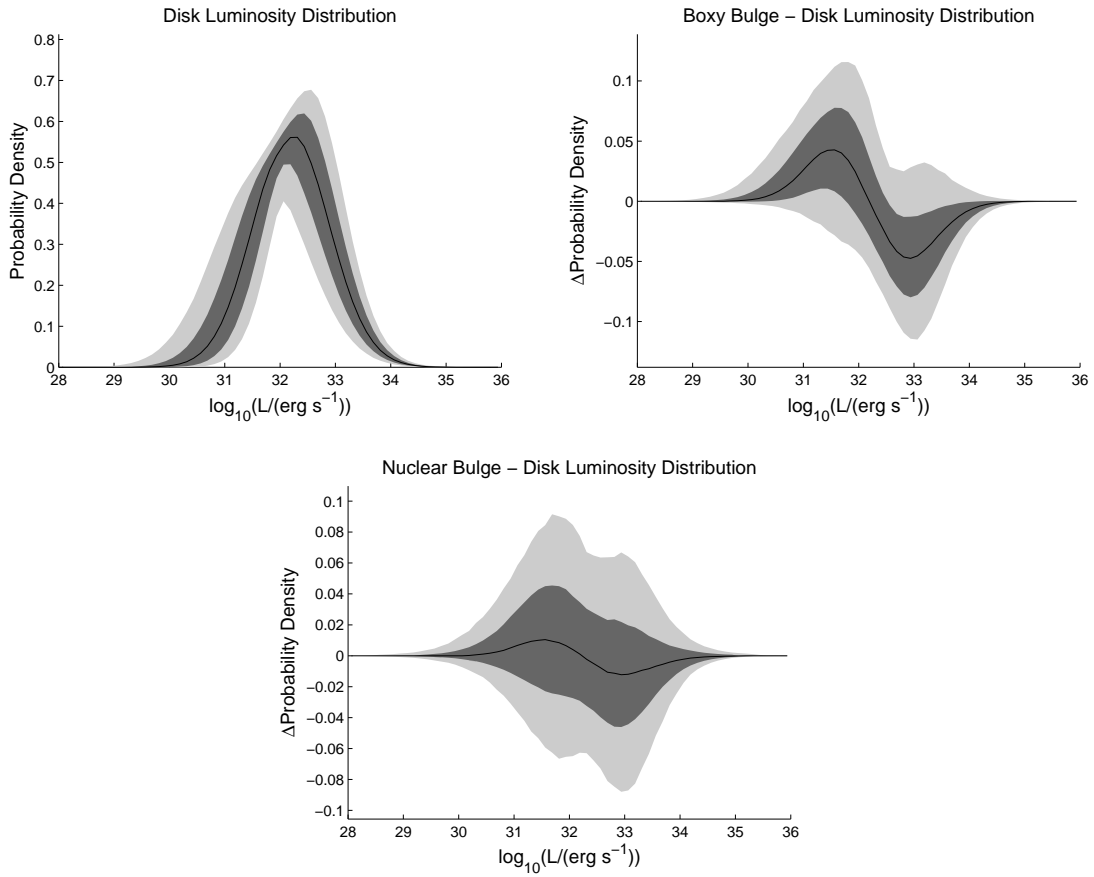 Disk Luminosity Distribution
0.8
0.7
0.6
0.5
0.4
0.3
0.2
0.1
0
Probability Density
28 29 30 31 32 33 34 35 36
log10(L/(erg s−1))
Boxy Bulge − Disk Luminosity Distribution
0.1
0.05
0
−0.05
−0.1
ΔProbability Density
28 29 30 31 32 33 34 35 36
log10(L/(erg s−1))
Nuclear Bulge − Disk Luminosity Distribution
0.1
0.08
0.06
0.04
0.02
0
−0.02
−0.04
−0.06
−0.08
−0.1
ΔProbability Density
28 29 30 31 32 33 34 35 36
log10(L/(erg s−1))